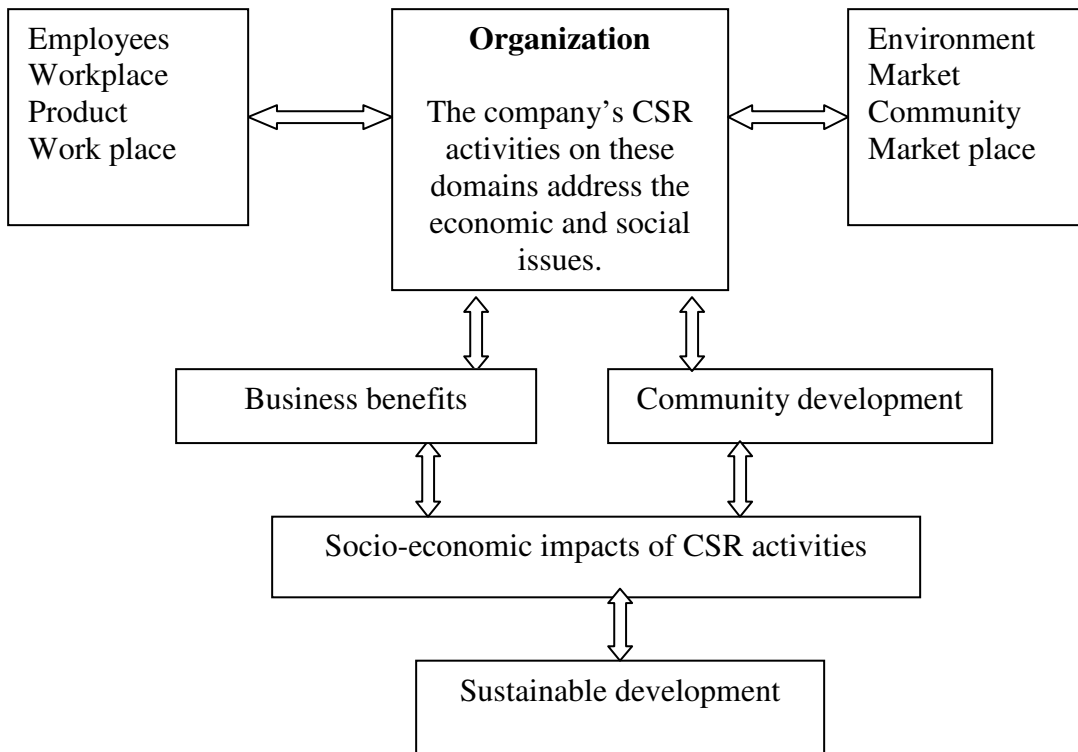 Employees
Workplace
Product
Work place
Organization
The company’s CSR
activities on these
domains address the
economic and social
issues.
Environment
Market
Community
Market place
Business benefits
Community development
Socio-economic impacts of CSR activities
Sustainable development